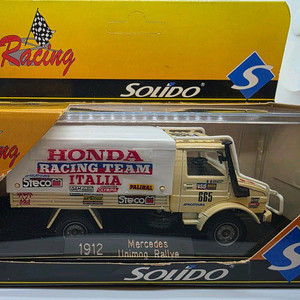 Racing
SOLIDO
S
HONDA
RACING TEAM
ITALIA
Steco
PALIBAL
Steco
665
1912 Mercedes
Unimog Rallye
SOLIDO
S